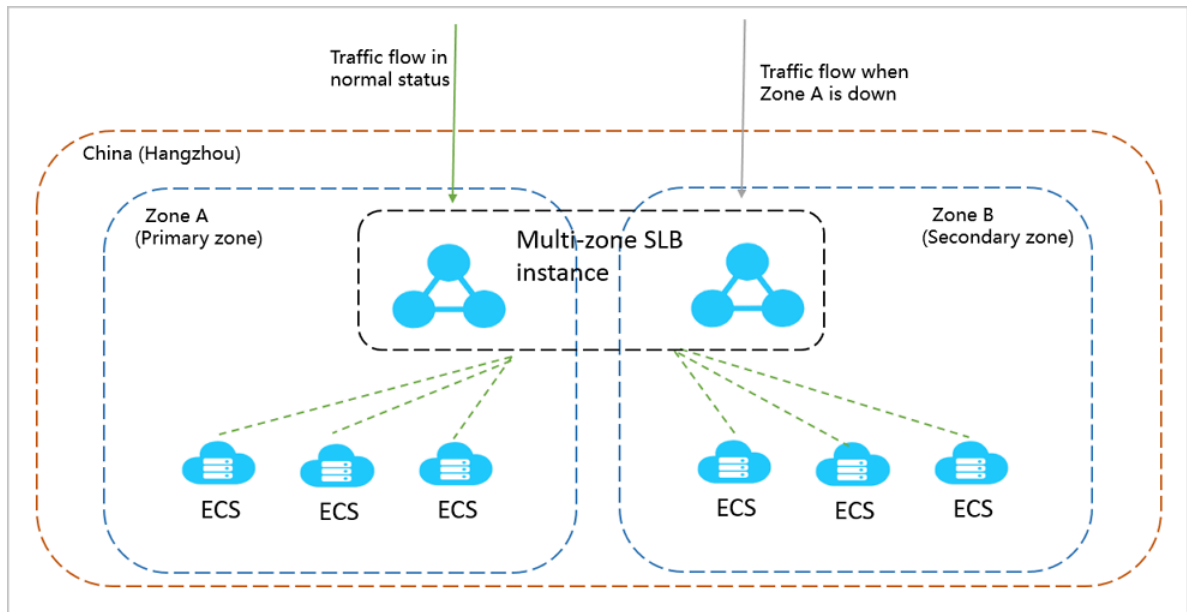 Traffic flow in
normal status
Traffic flow when
Zone A is down
China (Hangzhou)
Zone A
(Primary zone)
Multi-zone SLB
instance
Zone B
(Secondary zone)
ECS
ECS
ECS
ECS
ECS
ECS